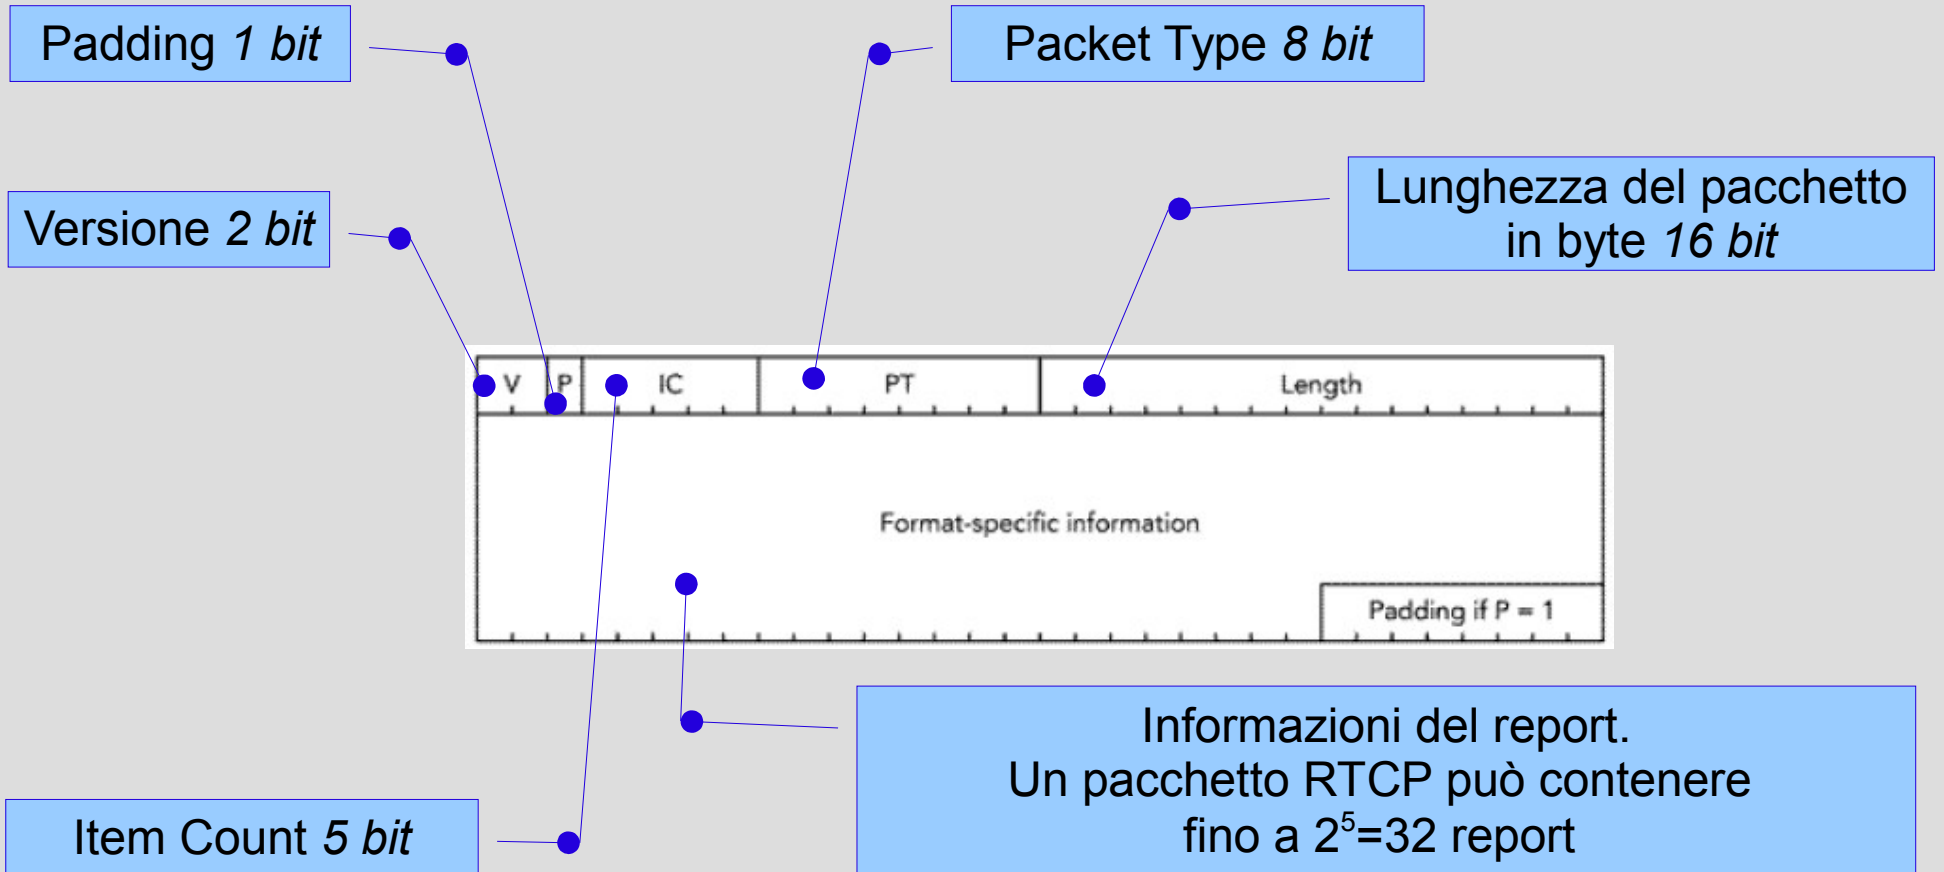 Padding 1 bit
Packet Type 8 bit
Versione 2 bit
Lunghezza del pacchetto
in byte 16 bit
V P IC PT Length
Format-specific information
Padding if P = 1
Informazioni del report.
Un pacchetto RTCP può contenere
fino a 2⁵=32 report
Item Count 5 bit